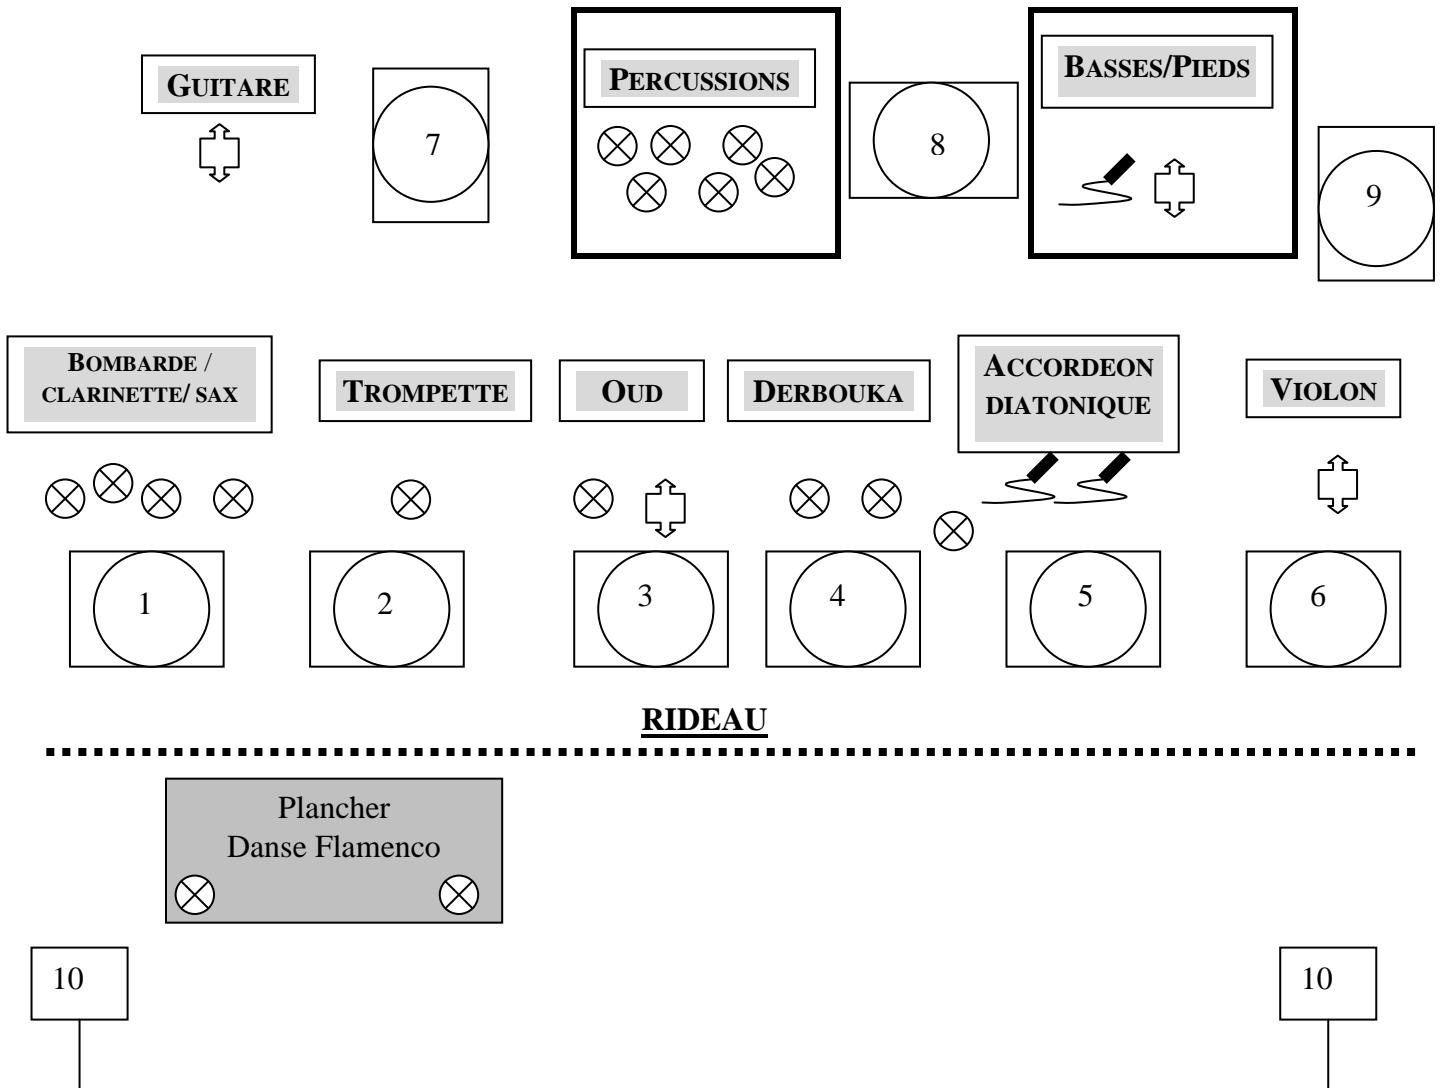 GUITARE
PERCUSSIONS
BASSES/PIEDS
7
8
9
BOMBARDE /
CLARINETTE/ SAX
TROMPETTE
OUD
DERBOUKA
ACCORDEON
DIATONIQUE
VIOLON
1
2
3
4
5
6
RIDEAU
Plancher
Danse Flamenco
10
10